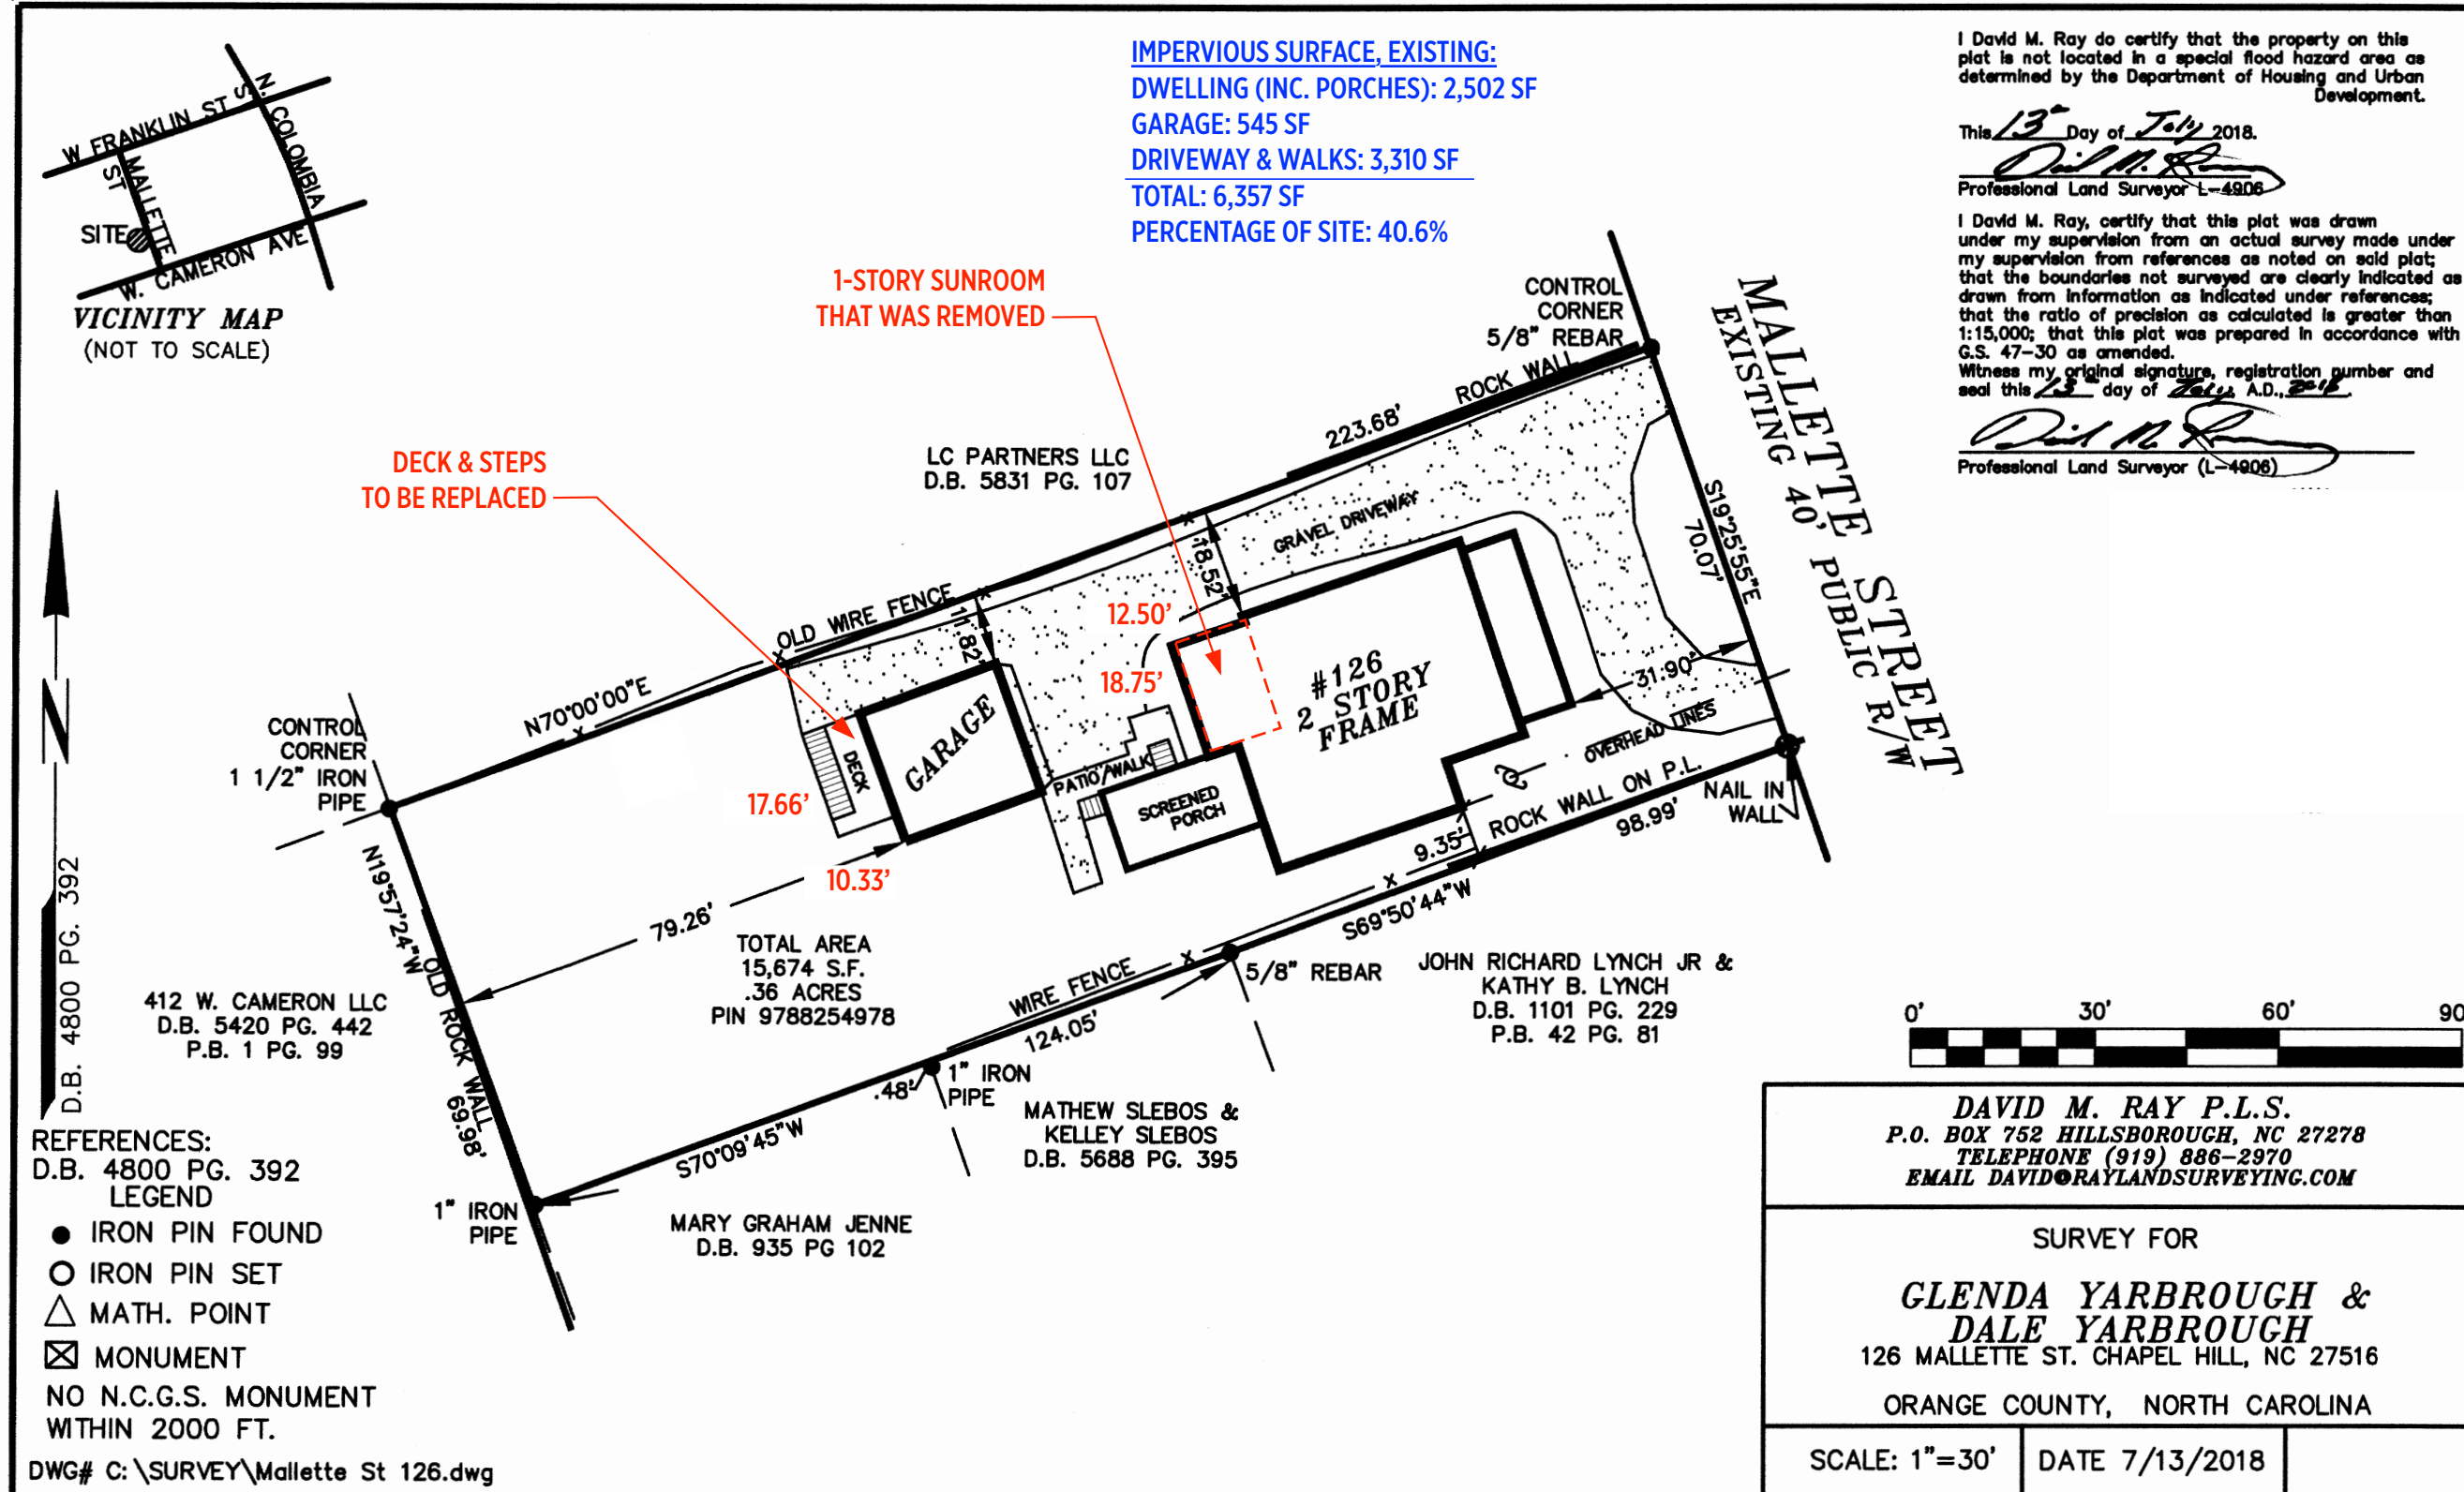 W FRANKLIN ST
N. COLOMBIA
ST
MALLETTE
ST
SITE
W. CAMERON AVE
VICINITY MAP
(NOT TO SCALE)
IMPERVIOUS SURFACE, EXISTING:
DWELLING (INC. PORCHES): 2,502 SF
GARAGE: 545 SF
DRIVEWAY & WALKS: 3,310 SF
TOTAL: 6,357 SF
PERCENTAGE OF SITE: 40.6%
I David M. Ray do certify that the property on this
plat is not located in a special flood hazard area as
determined by the Department of Housing and Urban
Development.
This 13th Day of July 2018.
Professional Land Surveyor L-4906
I David M. Ray, certify that this plat was drawn
under my supervision from an actual survey made under
my supervision from references as noted on said plat;
that the boundaries not surveyed are clearly indicated as
drawn from information as indicated under references;
that the ratio of precision as calculated is greater than
1:15,000; that this plat was prepared in accordance with
G.S. 47-30 as amended.
Witness my original signature, registration number and
seal this 13th day of July, A.D., 2018.
Professional Land Surveyor (L-4906)
1-STORY SUNROOM
THAT WAS REMOVED
DECK & STEPS
TO BE REPLACED
CONTROL
CORNER
5/8" REBAR
ROCK WALL
223.68'
MALLETTE STREET
EXISTING 40' PUBLIC R/W
S19°25'55"E
70.07'
LC PARTNERS LLC
D.B. 5831 PG. 107
GRAVEL DRIVEWAY
18.52'
OLD WIRE FENCE
11.82'
12.50'
18.75'
#126
2 STORY
FRAME
31.90'
OVERHEAD LINES
N70°00'00"E
CONTROL
CORNER
1 1/2" IRON
PIPE
DECK
GARAGE
PATIO/WALK
SCREENED
PORCH
17.66'
10.33'
9.35'
ROCK WALL ON P.L.
98.99'
NAIL IN
WALL
N
D.B. 4800 PG. 392
N19°57'24"W
OLD ROCK WALL
69.98'
79.26'
TOTAL AREA
15,674 S.F.
.36 ACRES
PIN 9788254978
S69°50'44"W
5/8" REBAR
WIRE FENCE
124.05'
JOHN RICHARD LYNCH JR &
KATHY B. LYNCH
D.B. 1101 PG. 229
P.B. 42 PG. 81
412 W. CAMERON LLC
D.B. 5420 PG. 442
P.B. 1 PG. 99
.48'
1" IRON
PIPE
MATHEW SLEBOS &
KELLEY SLEBOS
D.B. 5688 PG. 395
S70°09'45"W
1" IRON
PIPE
MARY GRAHAM JENNE
D.B. 935 PG 102
REFERENCES:
D.B. 4800 PG. 392
LEGEND
IRON PIN FOUND
IRON PIN SET
MATH. POINT
MONUMENT
NO N.C.G.S. MONUMENT
WITHIN 2000 FT.
DWG# C:\SURVEY\Mallette St 126.dwg
0' 30' 60' 90
DAVID M. RAY P.L.S.
P.O. BOX 752 HILLSBOROUGH, NC 27278
TELEPHONE (919) 886-2970
EMAIL DAVID@RAYLANDSURVEYING.COM
SURVEY FOR
GLENDA YARBROUGH &
DALE YARBROUGH
126 MALLETTE ST. CHAPEL HILL, NC 27516
ORANGE COUNTY, NORTH CAROLINA
SCALE: 1"=30'
DATE 7/13/2018